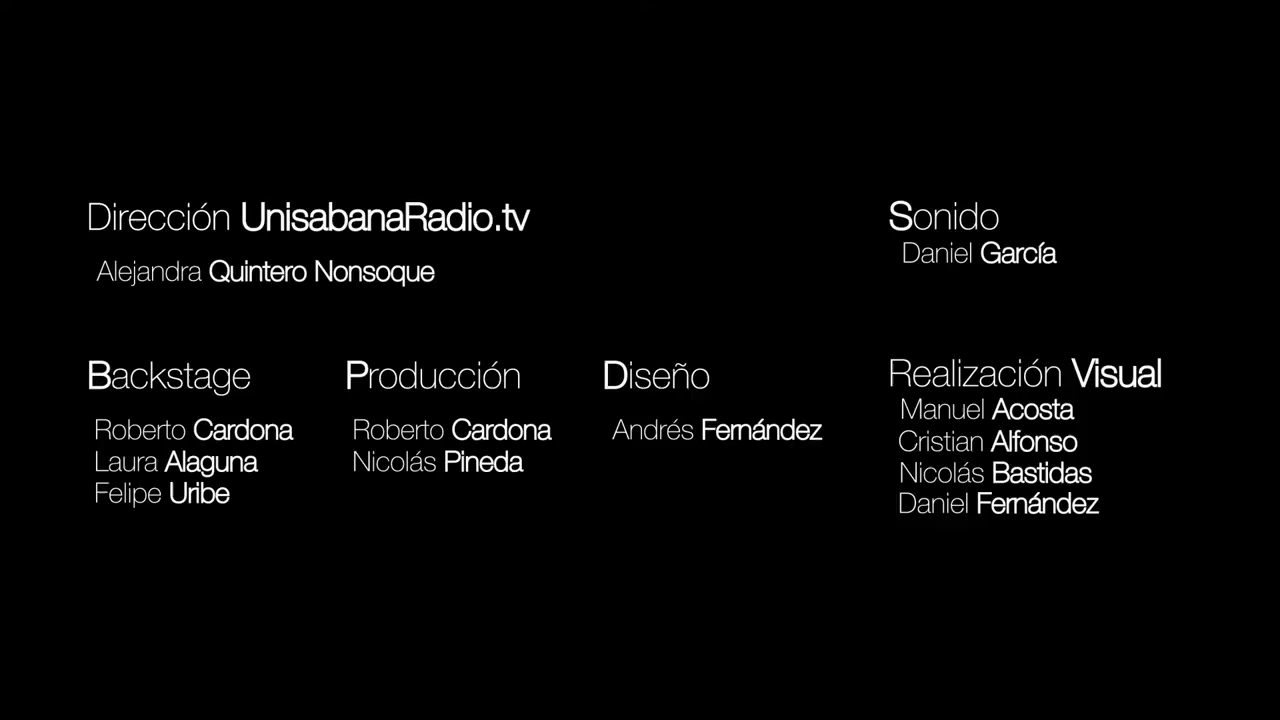 Dirección UnisabanaRadio.tv
Alejandra Quintero Nonsoque
Sonido
Daniel García
Backstage
Roberto Cardona
Laura Alaguna
Felipe Uribe
Producción
Roberto Cardona
Nicolás Pineda
Diseño
Andrés Fernández
Realización Visual
Manuel Acosta
Cristian Alfonso
Nicolás Bastidas
Daniel Fernández